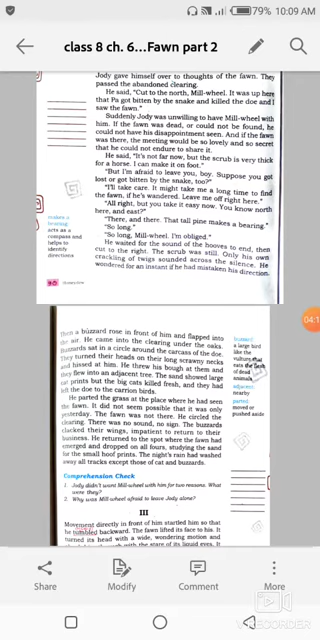 79% 10:09 AM
class 8 ch. 6...Fawn part 2
Jody gave himself over to thoughts of the fawn. They
passed the abandoned clearing.
He said, "Cut to the north, Mill-wheel. It was up here
that Pa got bitten by the snake and killed the doe and I
saw the fawn."
Suddenly Jody was unwilling to have Mill-wheel with
him. If the fawn was dead, or could not be found, he
could not have his disappointment seen. And if the fawn
was there, the meeting would be so lovely and so secret
that he could not endure to share it.
He said, "It's not far now, but the scrub is very thick
for a horse. I can make it on foot."
"But I'm afraid to leave you, boy. Suppose you got
lost or got bitten by the snake, too?"
"I'll take care. It might take me a long time to find
the fawn, if he's wandered. Leave me off right here."
"All right, but you take it easy now. You know north
here, and east?"
"There, and there. That tall pine makes a bearing."
"So long."
"So long, Mill-wheel. I'm obliged."
He waited for the sound of the hooves to end, then
cut to the right. The scrub was still. Only his own
crackling of twigs sounded across the silence. He
wondered for an instant if he had mistaken his direction.
makes a
bearing
acts as a
compass and
helps to
identify
directions
90
Then a buzzard rose in front of him and flapped into
the air. He came into the clearing under the oaks.
Buzzards sat in a circle around the carcass of the doe.
They turned their heads on their long scrawny necks
and hissed at him. He threw his bough at them and
they flew into an adjacent tree. The sand showed large
cat prints but the big cats killed fresh, and they had
left the doe to the carrion birds.
He parted the grass at the place where he had seen
the fawn. It did not seem possible that it was only
yesterday. The fawn was not there. He circled the
clearing. There was no sound, no sign. The buzzards
clacked their wings, impatient to return to their
business. He returned to the spot where the fawn had
emerged and dropped on all fours, studying the sand
for the small hoof prints. The night's rain had washed
away all tracks except those of cat and buzzards.
buzzard
a large bird
like the
vulture that
eats the flesh
of dead
animals
adjacent
nearby
parted
moved or
pushed aside
Comprehension Check
1. Jody didn't want Mill-wheel with him for two reasons. What
were they?
2. Why was Mill-wheel afraid to leave Jody alone?
III
Movement directly in front of him startled him so that
he tumbled backward. The fawn lifted its face to his. It
turned its head with a wide, wondering motion and
Share
Modify
Comment
More
RECORDER